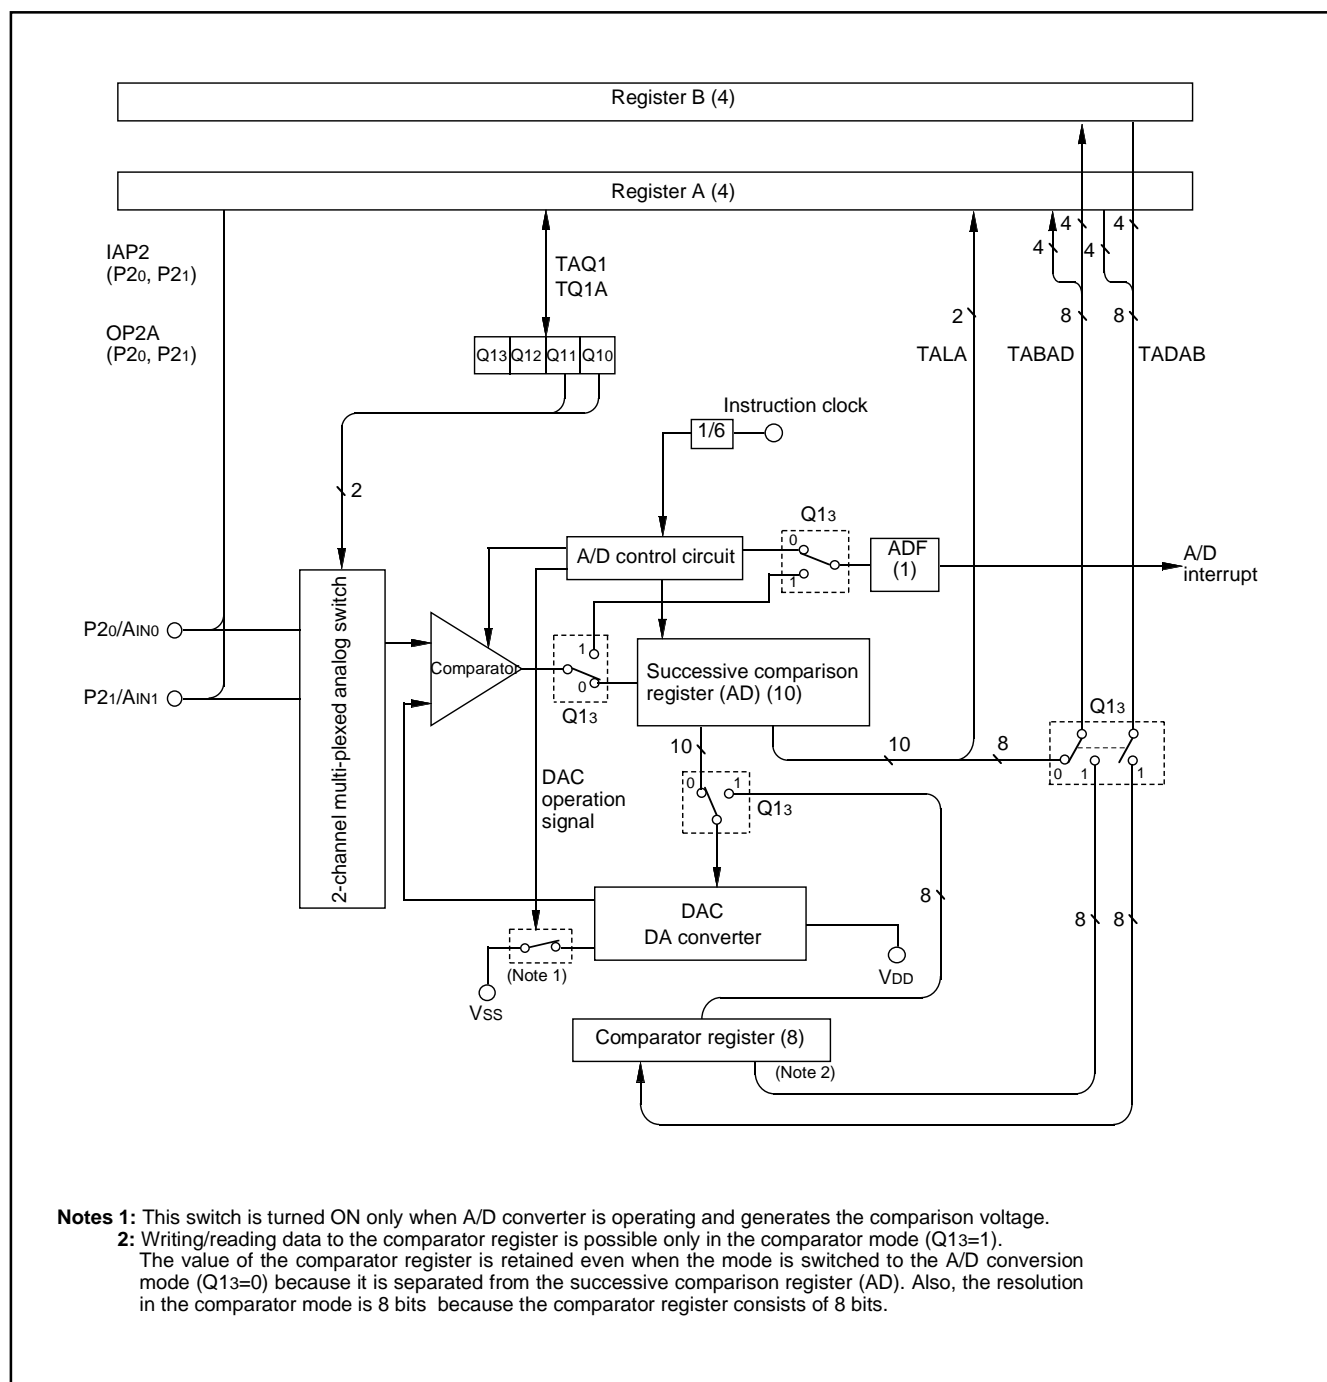 Register B (4)
Register A (4)
IAP2
(P20, P21)
OP2A
(P20, P21)
TAQ1
TQ1A
Q13 Q12 Q11 Q10
2
4
4
4
4
2
8
8
TALA
TABAD
TADAB
Instruction clock
1/6
2
Q13
0
1
A/D control circuit
ADF
(1)
A/D
interrupt
2-channel multi-plexed analog switch
P20/AIN0
P21/AIN1
Comparator
1
0
Q13
Successive comparison
register (AD) (10)
Q13
10
10
8
0
1
1
DAC
operation
signal
0
1
Q13
8
8
8
DAC
DA converter
(Note 1)
VSS
VDD
Comparator register (8)
(Note 2)
Notes 1: This switch is turned ON only when A/D converter is operating and generates the comparison voltage.
2: Writing/reading data to the comparator register is possible only in the comparator mode (Q13=1).
The value of the comparator register is retained even when the mode is switched to the A/D conversion
mode (Q13=0) because it is separated from the successive comparison register (AD). Also, the resolution
in the comparator mode is 8 bits because the comparator register consists of 8 bits.